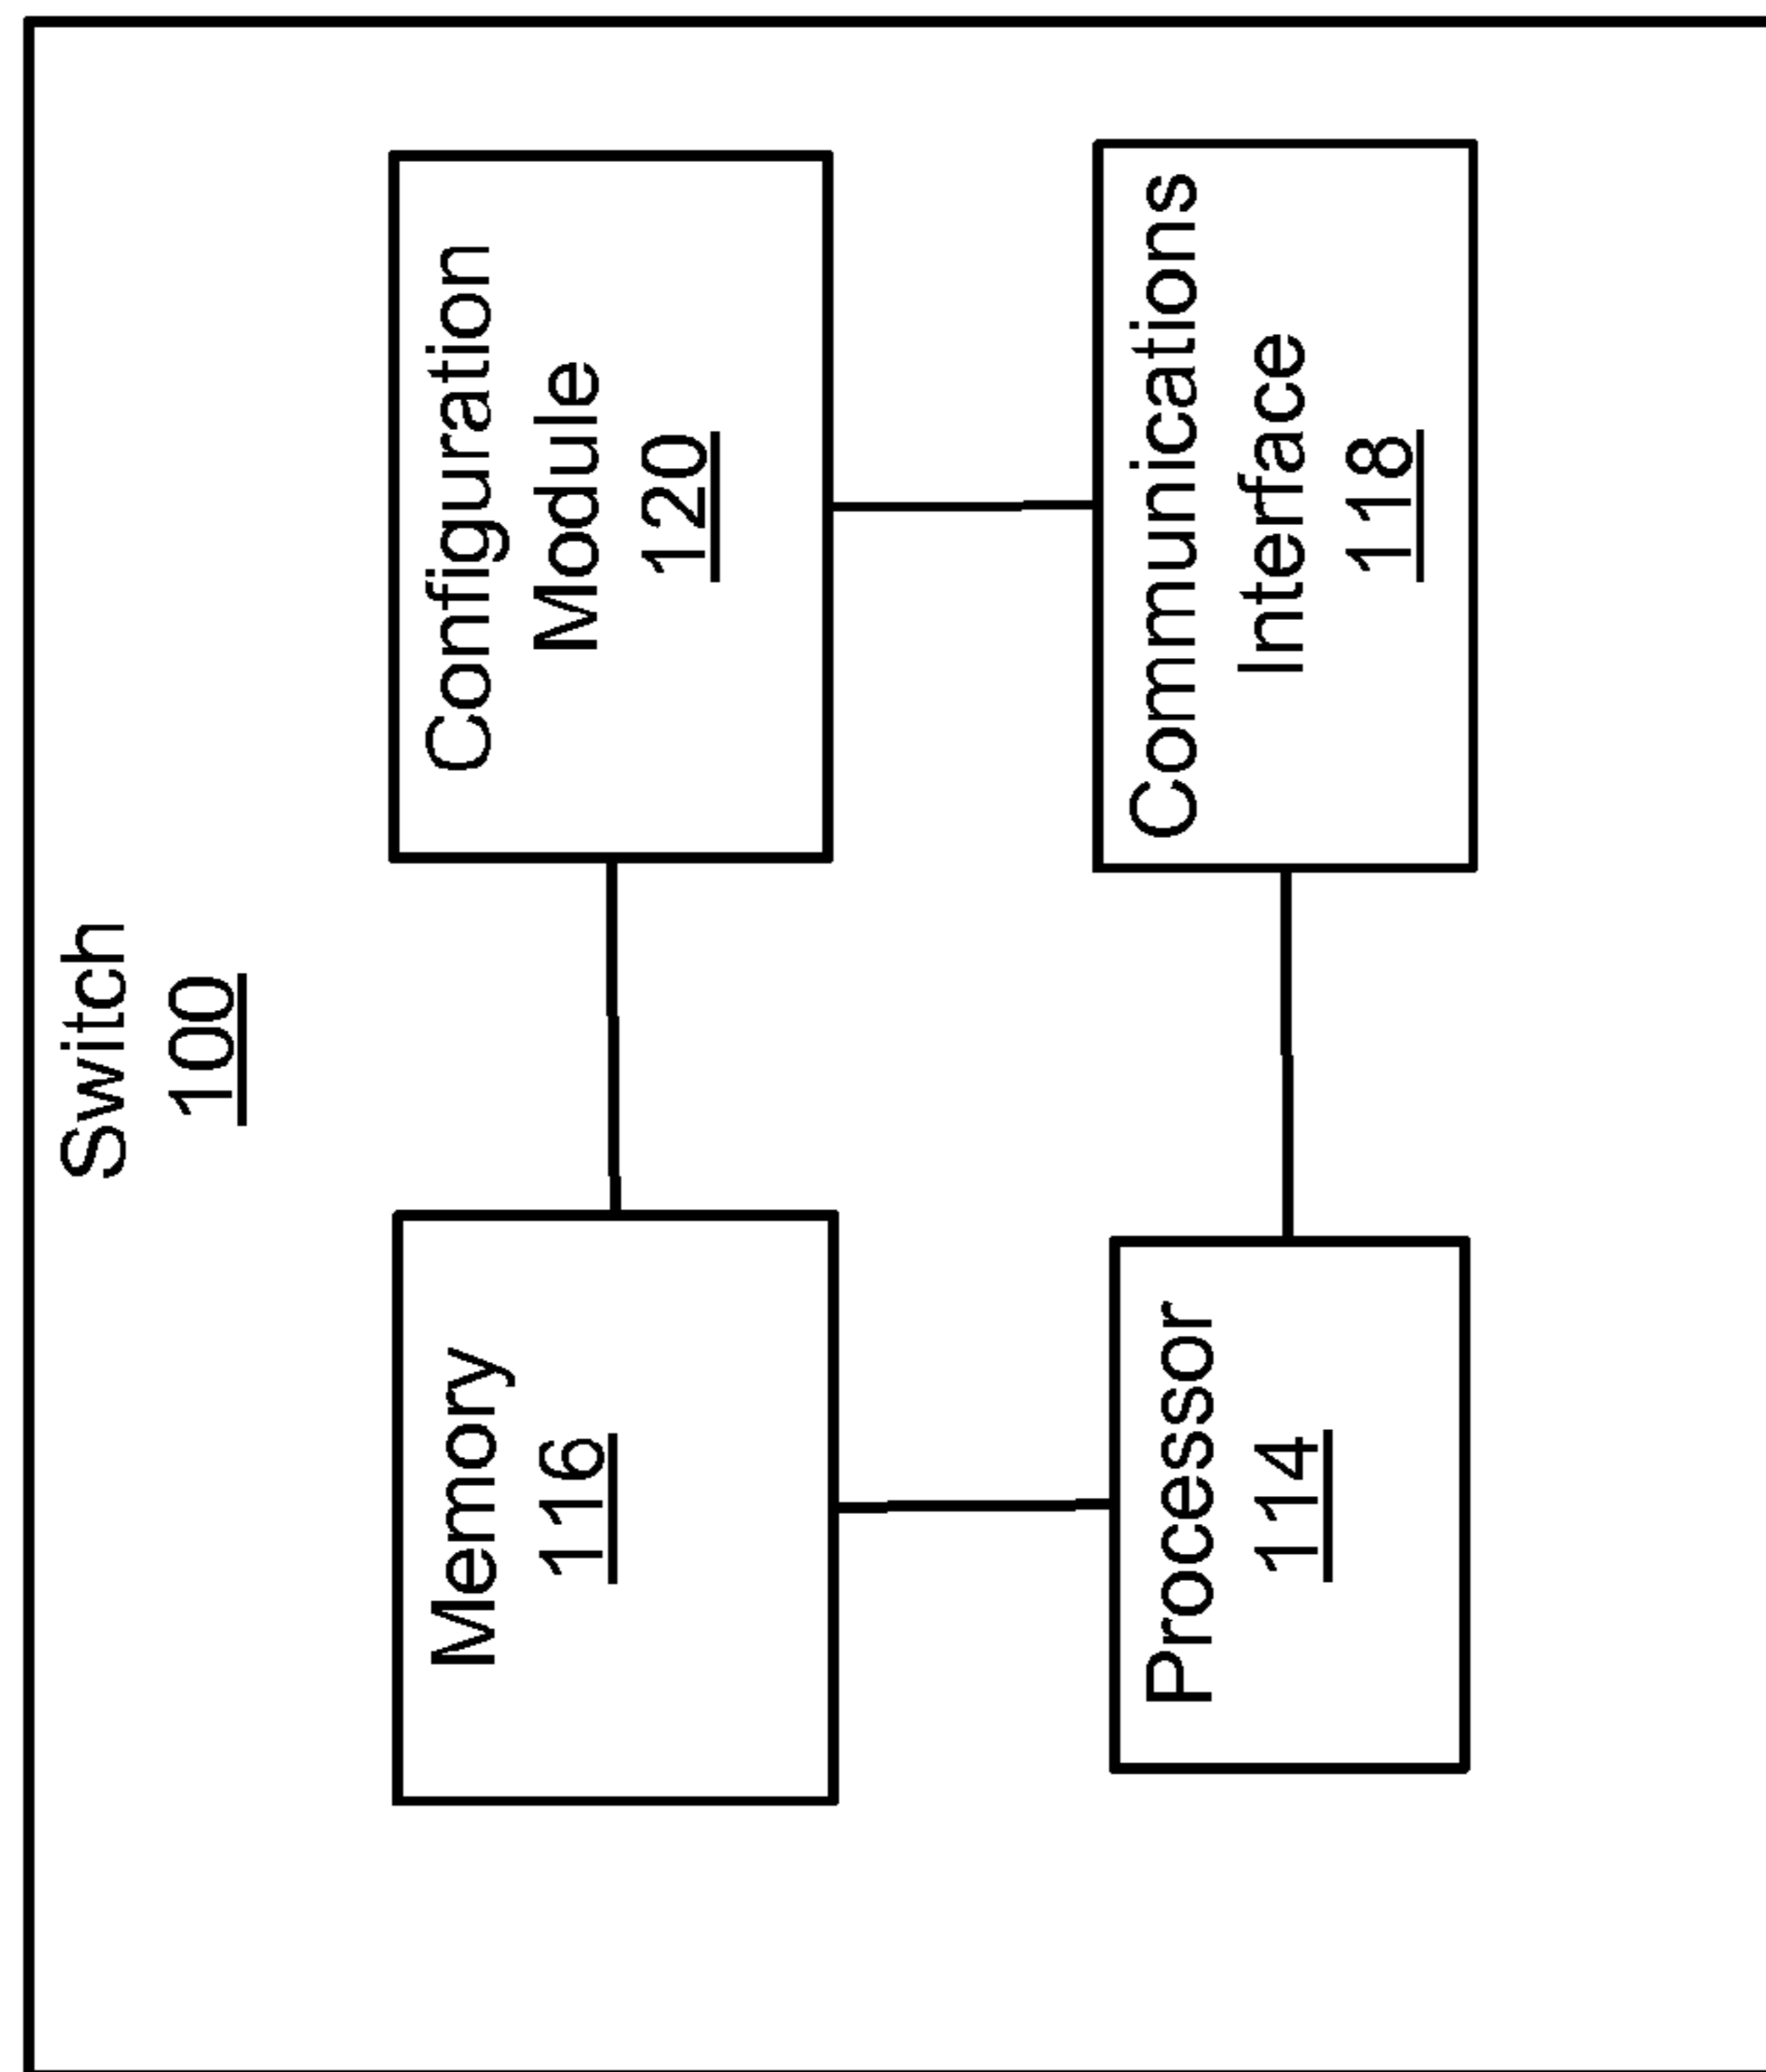 Switch
100
Memory
116
Configuration
Module
120
Processor
114
Communications
Interface
118